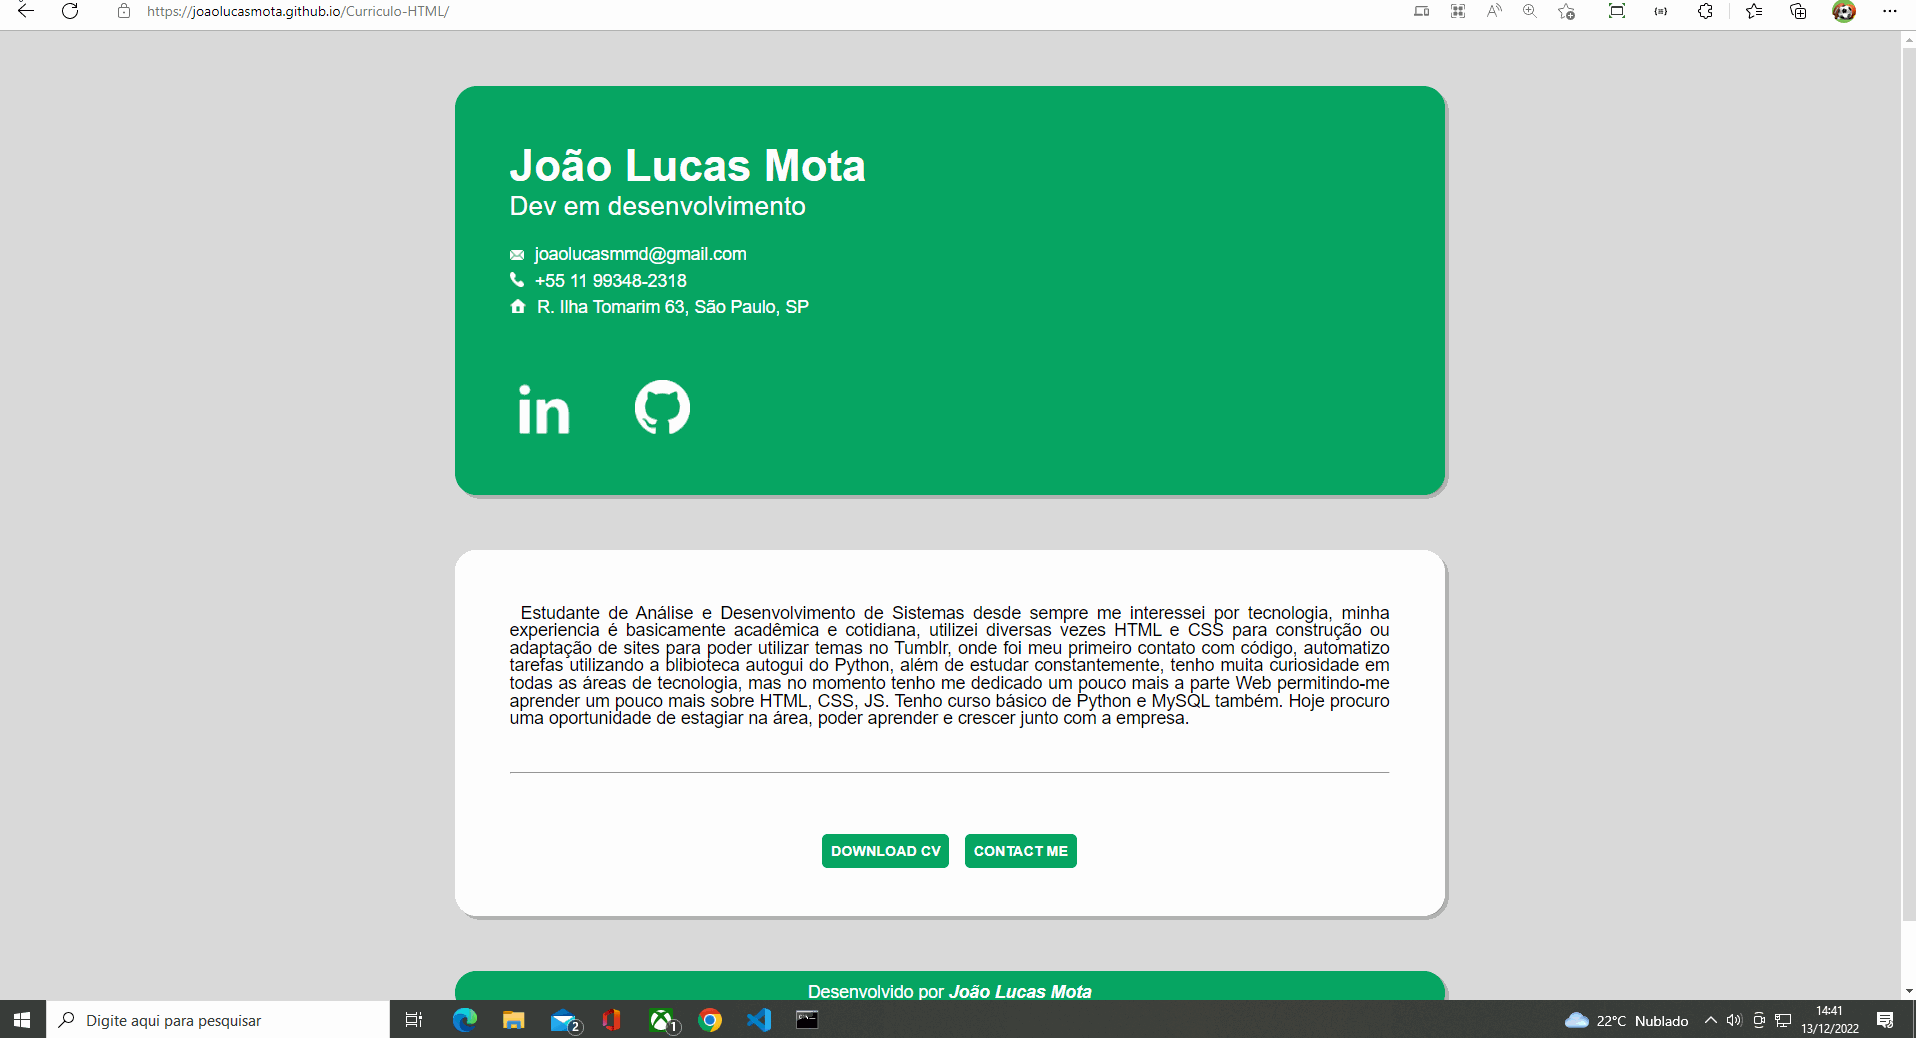 https://joaolucasmota.github.io/Curriculo-HTML/
João Lucas Mota
Dev em desenvolvimento
joaolucasmmd@gmail.com
+55 11 99348-2318
R. Ilha Tomarim 63, São Paulo, SP
in
Estudante de Análise e Desenvolvimento de Sistemas desde sempre me interessei por tecnologia, minha
experiencia é basicamente acadêmica e cotidiana, utilizei diversas vezes HTML e CSS para construção ou
adaptação de sites para poder utilizar temas no Tumblr, onde foi meu primeiro contato com código, automatizo
tarefas utilizando a blibioteca autogui do Python, além de estudar constantemente, tenho muita curiosidade em
todas as áreas de tecnologia, mas no momento tenho me dedicado um pouco mais a parte Web permitindo-me
aprender um pouco mais sobre HTML, CSS, JS. Tenho curso básico de Python e MySQL também. Hoje procuro
uma oportunidade de estagiar na área, poder aprender e crescer junto com a empresa.
DOWNLOAD CV CONTACT ME
Desenvolvido por João Lucas Mota
Digite aqui para pesquisar
2
1
22°C Nublado
14:41
13/12/2022